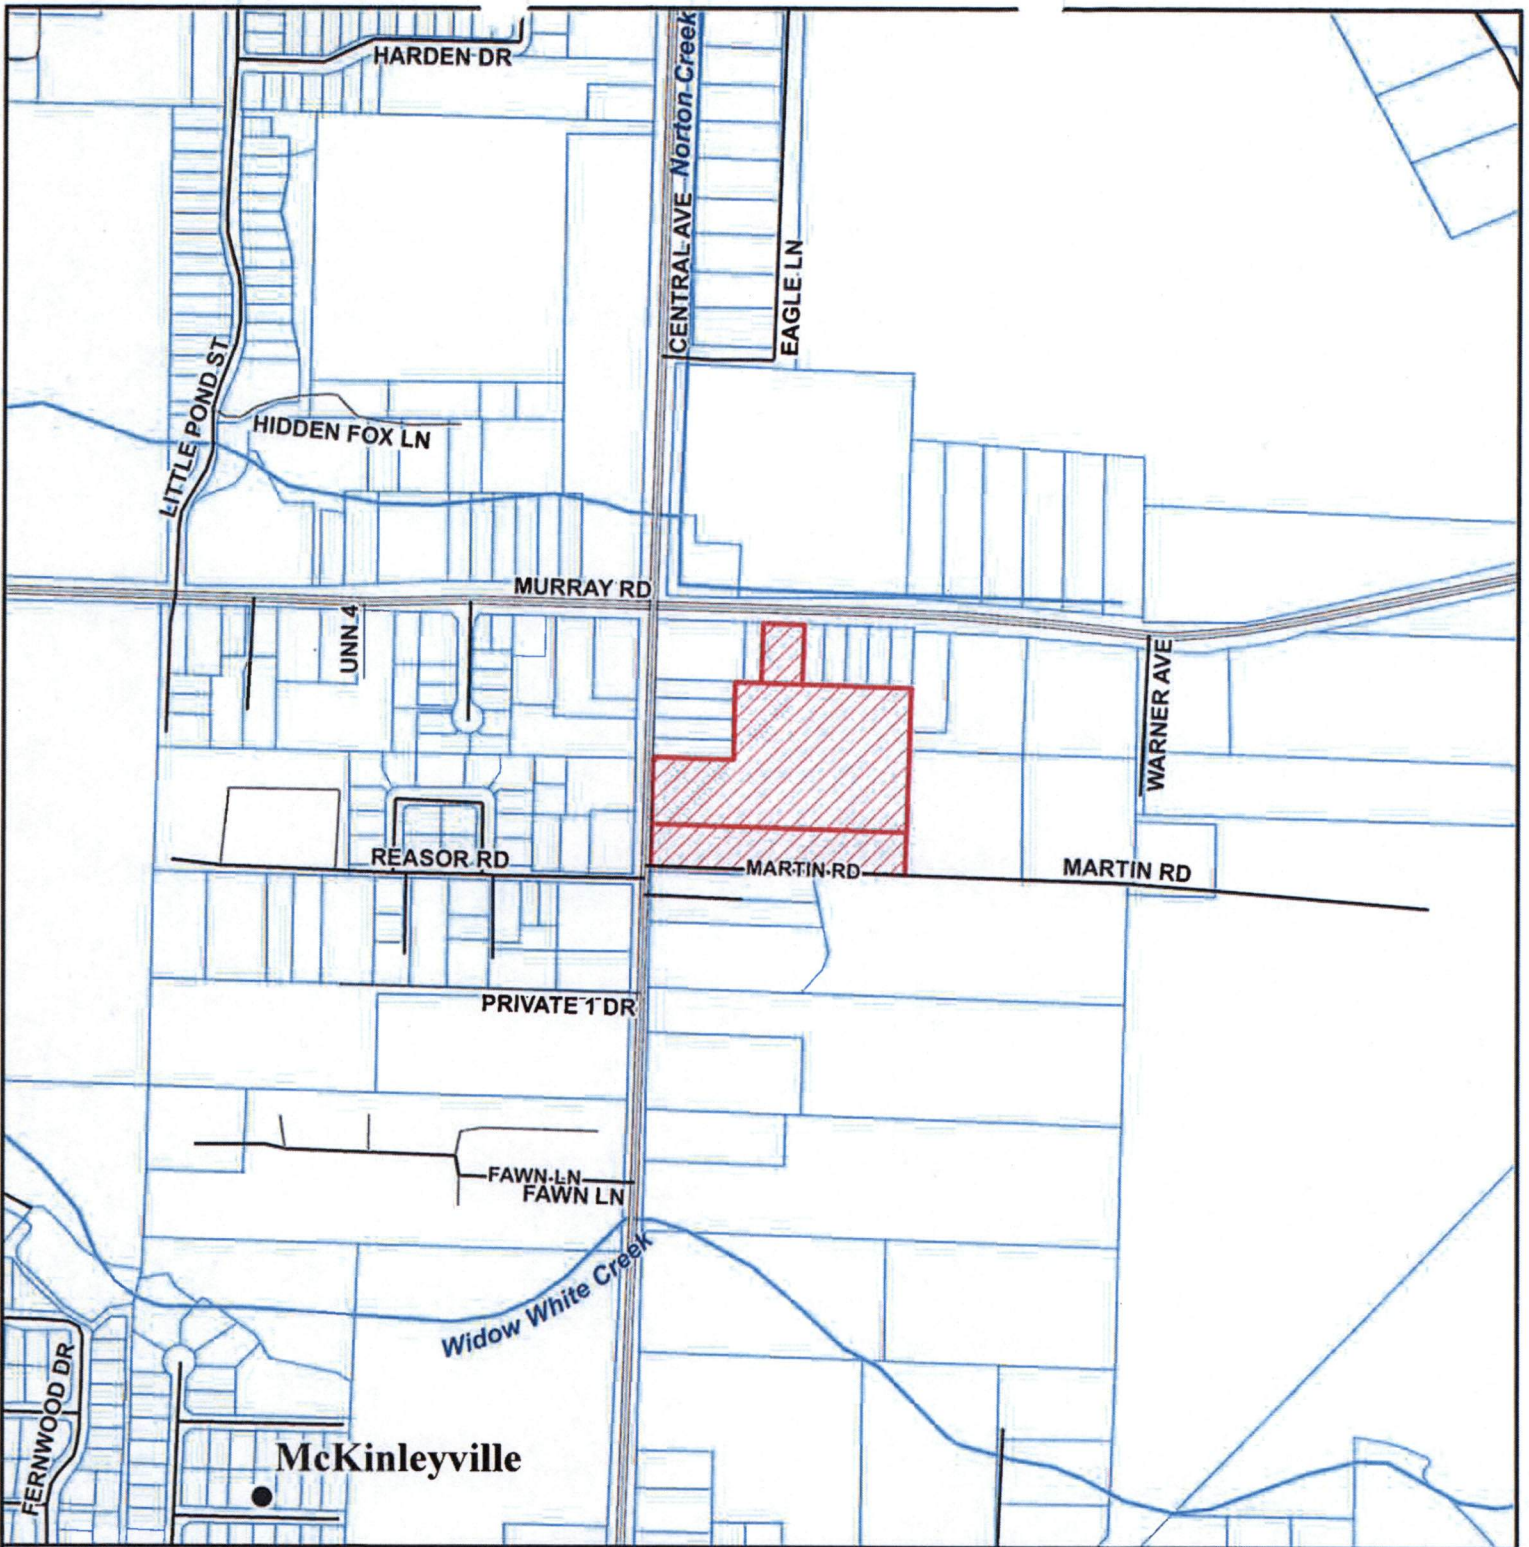 HARDEN DR
Norton Creek
CENTRAL AVE
EAGLE LN
LITTLE POND ST
HIDDEN FOX LN
MURRAY RD
UNN 4
WARNER AVE
REASOR RD
MARTIN RD
MARTIN RD
PRIVATE 1 DR
FAWN LN
FAWN LN
Widow White Creek
FERNWOOD DR
McKinleyville